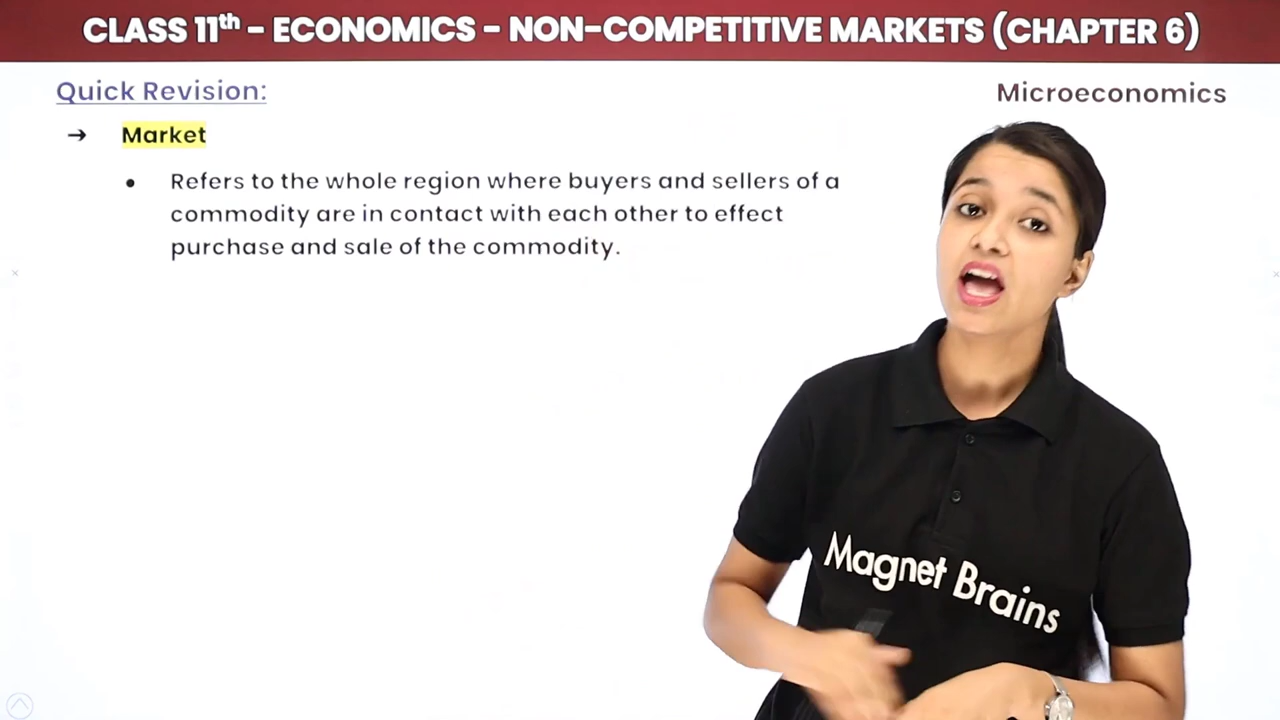 CLASS 11th – ECONOMICS – NON-COMPETITIVE MARKETS (CHAPTER 6)
Quick Revision:
Microeconomics
→ Market
● Refers to the whole region where buyers and sellers of a
commodity are in contact with each other to effect
purchase and sale of the commodity.
Magnet Brains